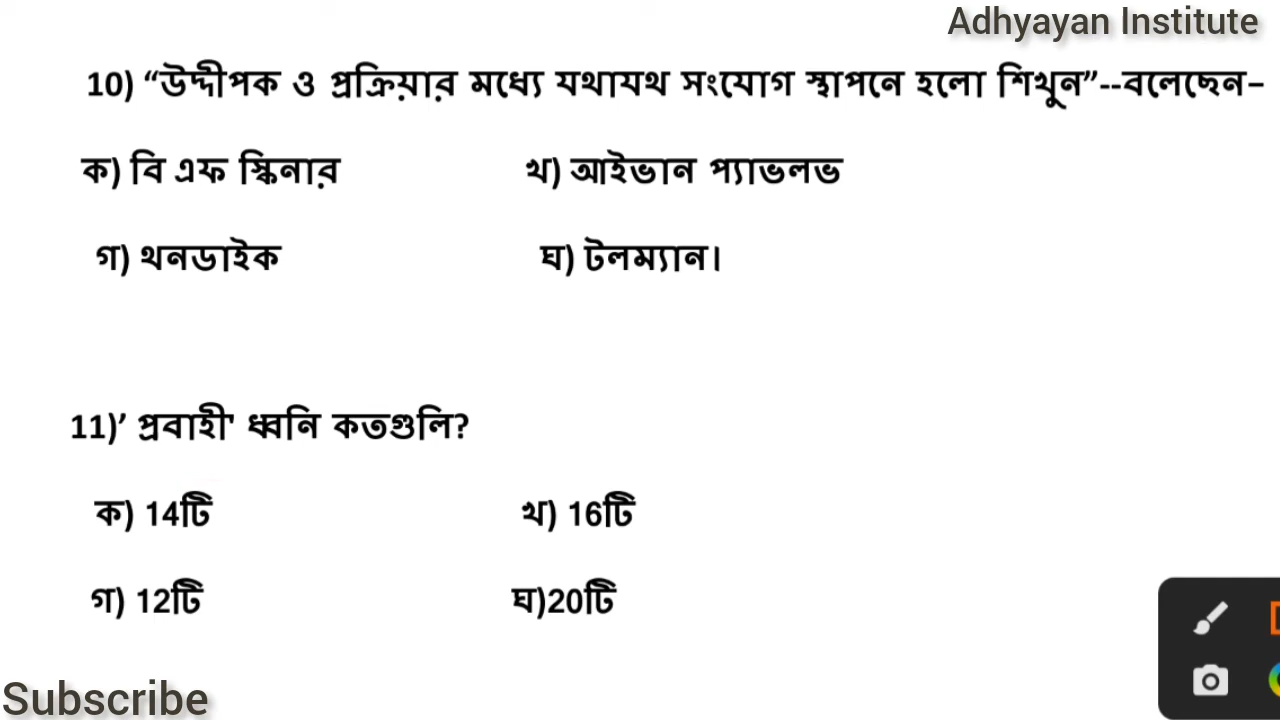 Adhyayan Institute
10) “উদ্দীপক ও প্রক্রিয়ার মধ্যে যথাযথ সংযোগ স্থাপনে হলো শিখুন”--বলেছেন–
ক) বি এফ স্কিনার খ) আইভান প্যাভলভ
গ) থনডাইক ঘ) টলম্যান।
11)’ প্রবাহী' ধ্বনি কতগুলি?
ক) 14টি খ) 16টি
গ) 12টি ঘ)20টি
Subscribe